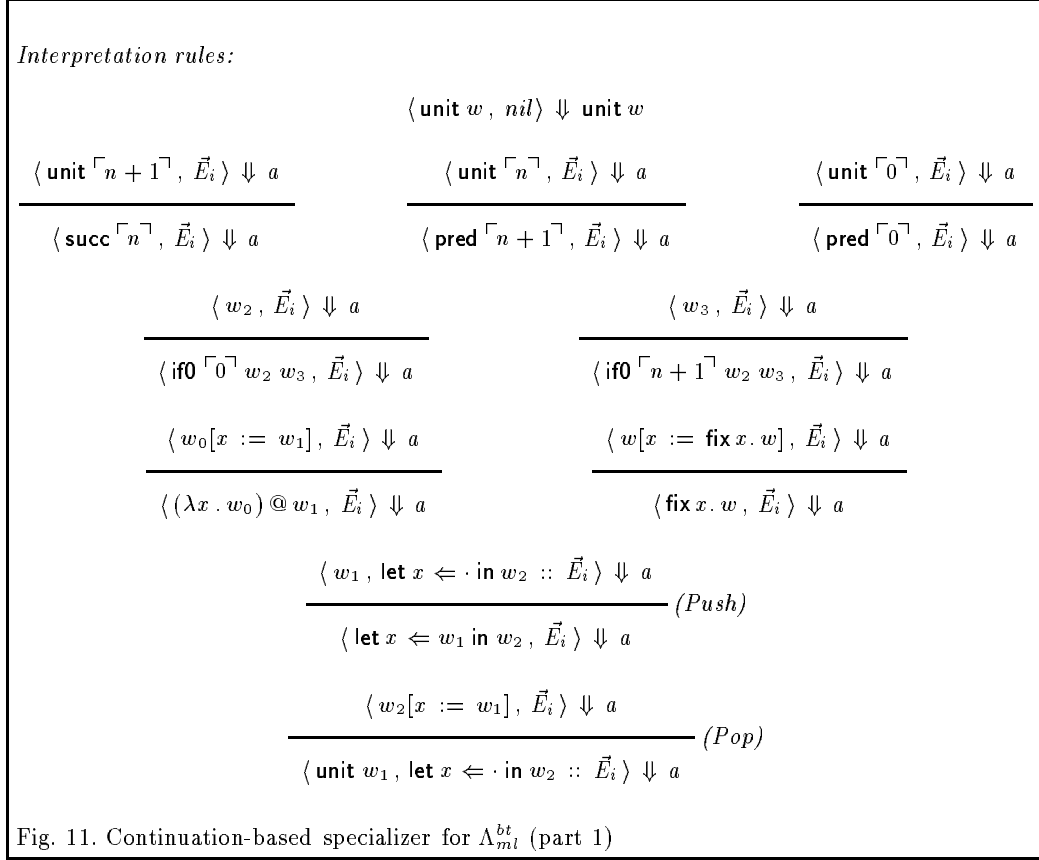 Interpretation rules:
⟨ unit w , nil⟩ ⇓ unit w
⟨ unit ⌜n + 1⌝ , E⃗i ⟩ ⇓ a   ⟨ unit ⌜n⌝ , E⃗i ⟩ ⇓ a   ⟨ unit ⌜0⌝ , E⃗i ⟩ ⇓ a
⟨ succ ⌜n⌝ , E⃗i ⟩ ⇓ a   ⟨ pred ⌜n + 1⌝ , E⃗i ⟩ ⇓ a   ⟨ pred ⌜0⌝ , E⃗i ⟩ ⇓ a
⟨ w₂ , E⃗i ⟩ ⇓ a   ⟨ w₃ , E⃗i ⟩ ⇓ a
⟨ if0 ⌜0⌝ w₂ w₃ , E⃗i ⟩ ⇓ a   ⟨ if0 ⌜n + 1⌝ w₂ w₃ , E⃗i ⟩ ⇓ a
⟨ w₀[x := w₁] , E⃗i ⟩ ⇓ a   ⟨ w[x := fix x. w] , E⃗i ⟩ ⇓ a
⟨ (λx . w₀) @ w₁ , E⃗i ⟩ ⇓ a   ⟨ fix x. w , E⃗i ⟩ ⇓ a
⟨ w₁ , let x ⇐ · in w₂ :: E⃗i ⟩ ⇓ a
(Push)
⟨ let x ⇐ w₁ in w₂ , E⃗i ⟩ ⇓ a
⟨ w₂[x := w₁] , E⃗i ⟩ ⇓ a
(Pop)
⟨ unit w₁ , let x ⇐ · in w₂ :: E⃗i ⟩ ⇓ a
Fig. 11. Continuation-based specializer for Λ^{bt}_{ml} (part 1)